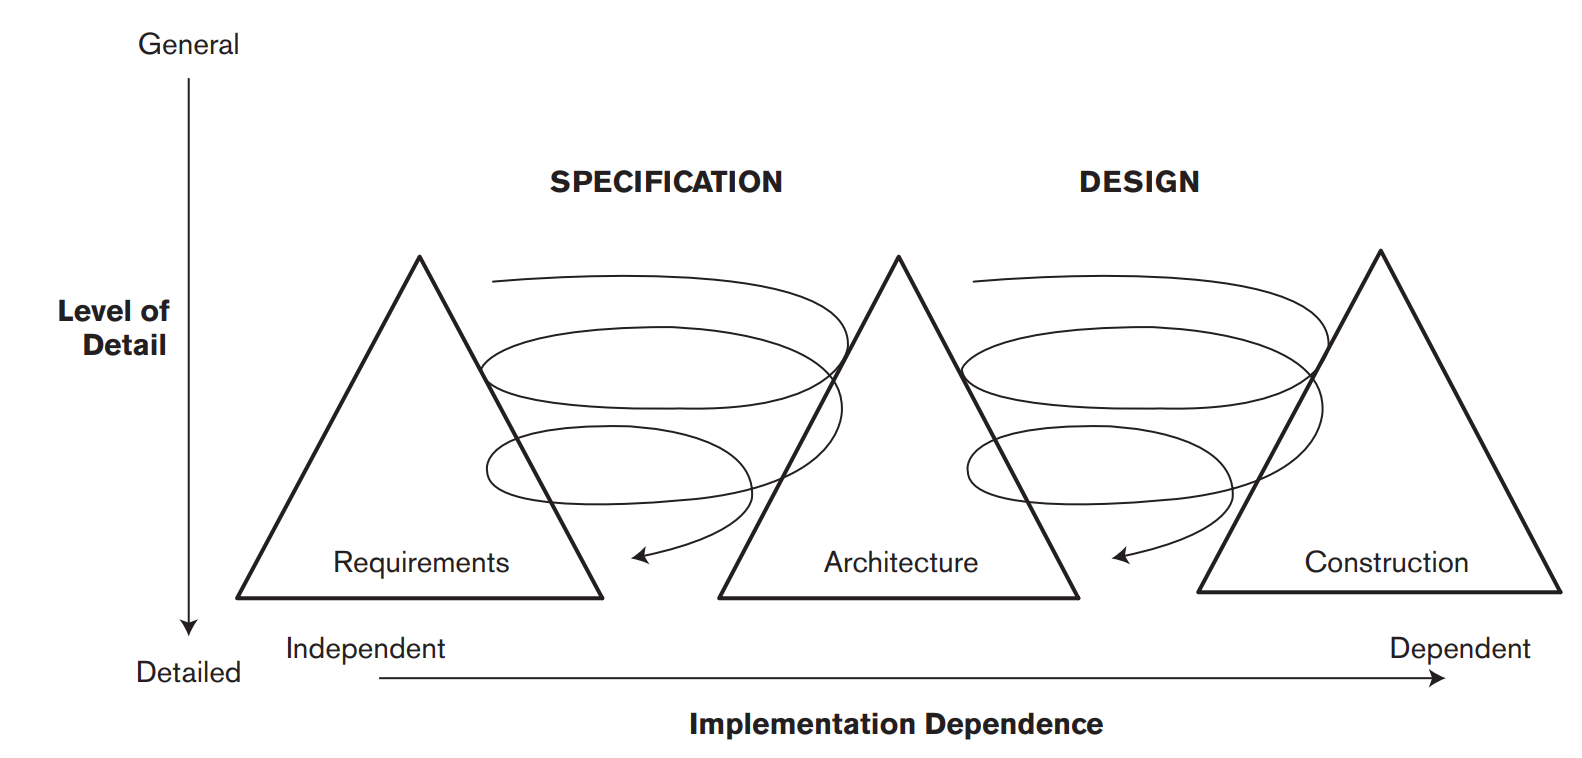 General
SPECIFICATION
DESIGN
Level of
Detail
Requirements
Architecture
Construction
Independent
Dependent
Detailed
Implementation Dependence